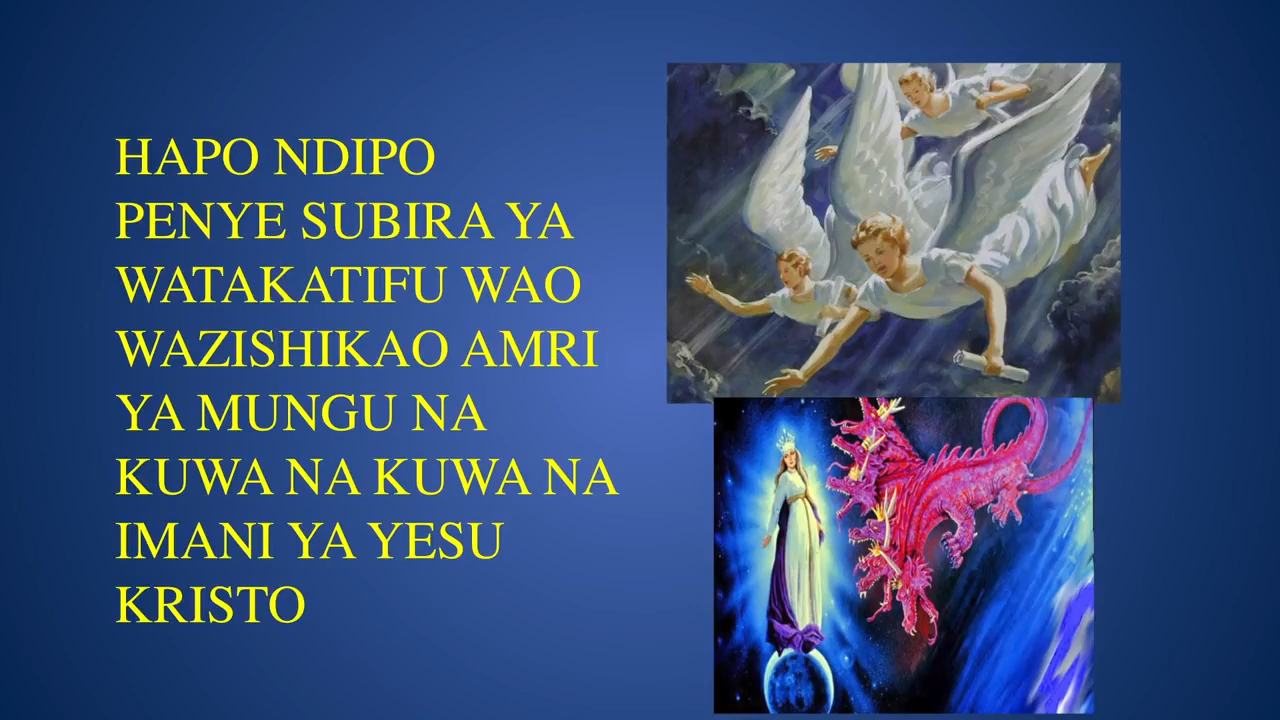 HAPO NDIPO
PENYE SUBIRA YA
WATAKATIFU WAO
WAZISHIKAO AMRI
YA MUNGU NA
KUWA NA KUWA NA
IMANI YA YESU
KRISTO